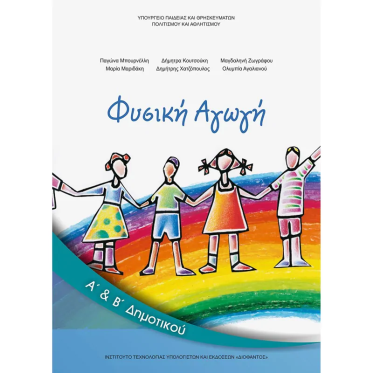 ΥΠΟΥΡΓΕΙΟ ΠΑΙΔΕΙΑΣ ΚΑΙ ΘΡΗΣΚΕΥΜΑΤΩΝ
ΠΟΛΙΤΙΣΜΟΥ ΚΑΙ ΑΘΛΗΤΙΣΜΟΥ
Παγώνα Μπουρνέλλη Δήμητρα Κουτσούκη Μαγδαληνή Ζωγράφου
Μαρία Μαριδάκη Δημήτρης Χατζόπουλος Ολυμπία Αγαλιανού
Φυσική Αγωγή
Α΄ & Β΄ Δημοτικού
ΙΝΣΤΙΤΟΥΤΟ ΤΕΧΝΟΛΟΓΙΑΣ ΥΠΟΛΟΓΙΣΤΩΝ ΚΑΙ ΕΚΔΟΣΕΩΝ «ΔΙΟΦΑΝΤΟΣ»